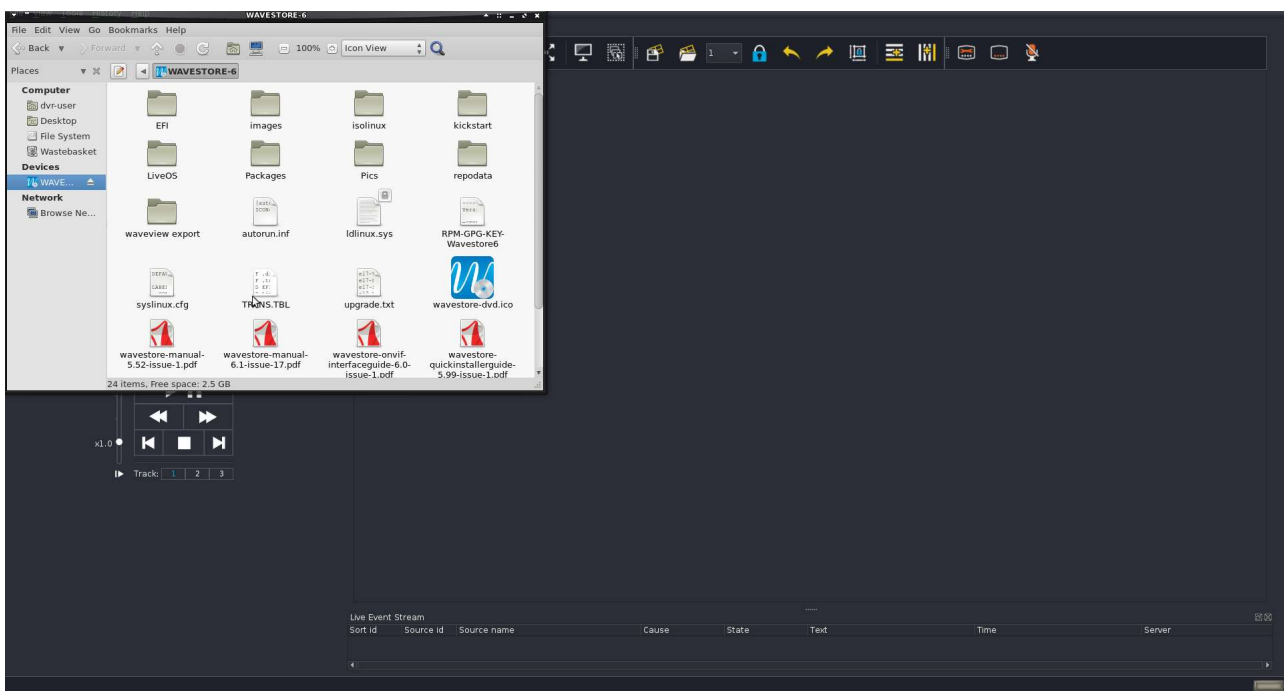 View Tools History Help
WAVESTORE-6
File Edit View Go Bookmarks Help
Back Forward 100% Icon View
Places WAVESTORE-6
Computer
dvr-user
Desktop
File System
Wastebasket
Devices
WAVE...
Network
Browse Ne...
EFI images isolinux kickstart
LiveOS Packages Pics repodata
waveview export autorun.inf ldlinux.sys RPM-GPG-KEY-
Wavestore6
syslinux.cfg TRANS.TBL upgrade.txt wavestore-dvd.ico
wavestore-manual- wavestore-manual- wavestore-onvif- wavestore-
5.52-issue-1.pdf 6.1-issue-17.pdf interfaceguide-6.0- quickinstallerguide-
issue-1.pdf 5.99-issue-1.pdf
24 items, Free space: 2.5 GB
1
x1.0
Track: 1 2 3
Live Event Stream
Sort id Source id Source name Cause State Text Time Server